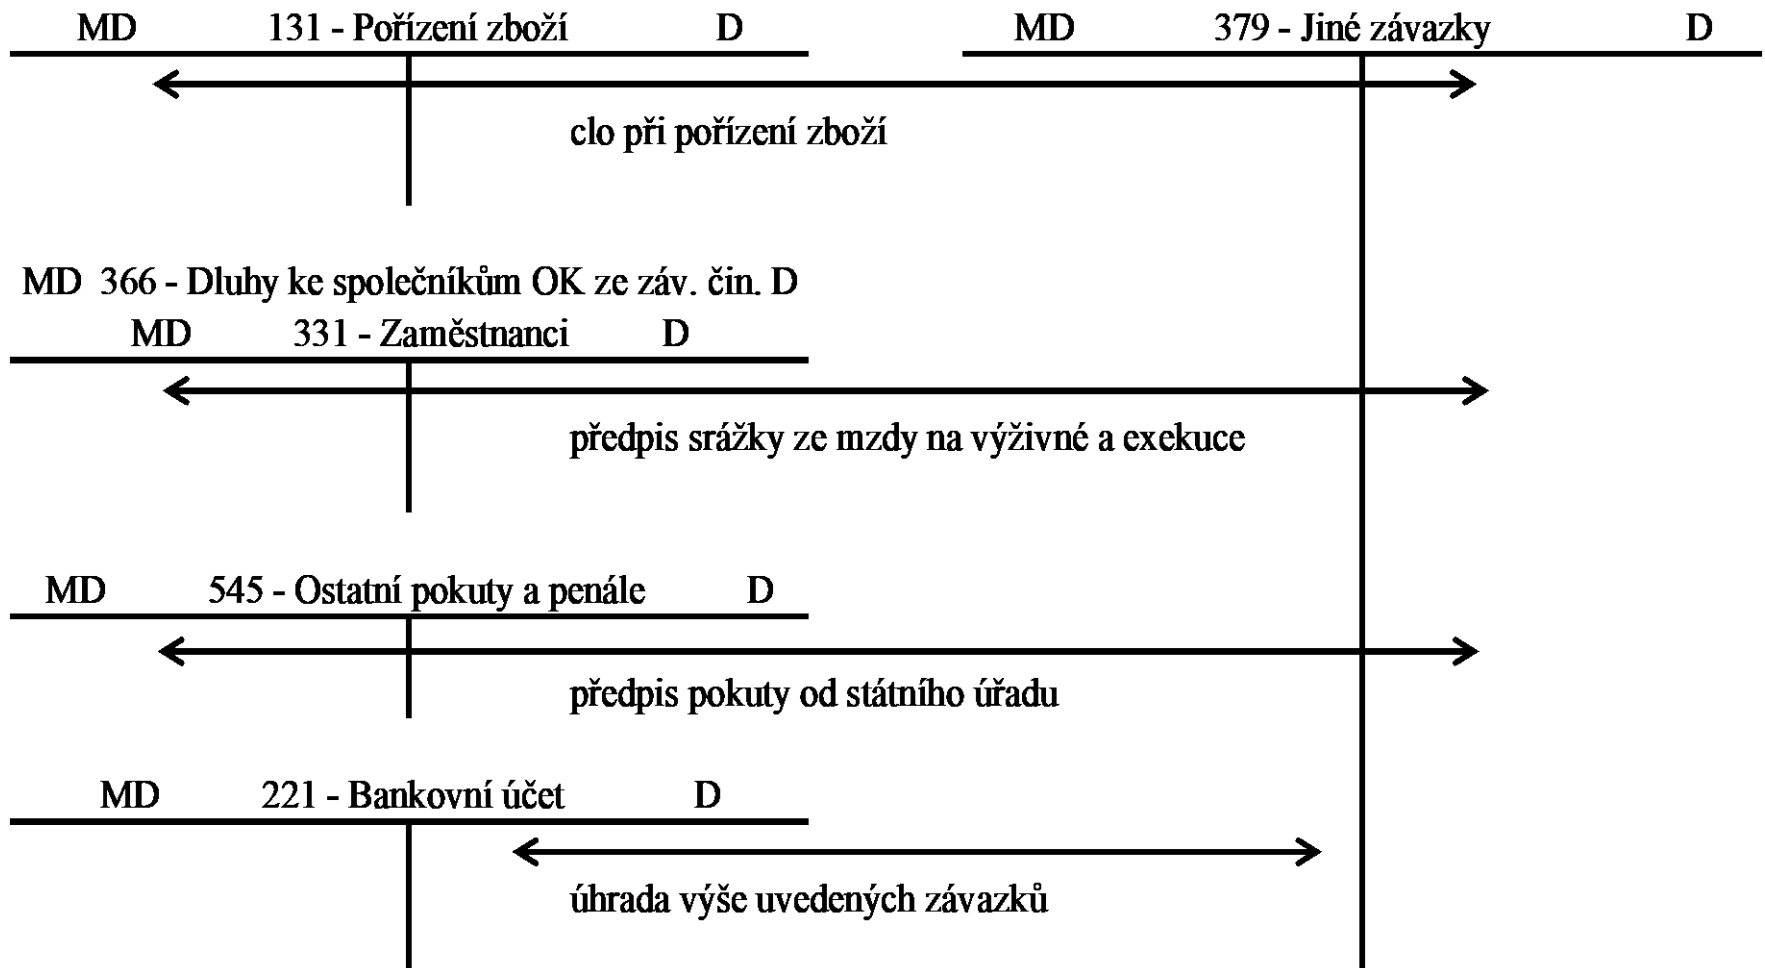 MD 131 - Pořízení zboží D MD 379 - Jiné závazky D
clo při pořízení zboží
MD 366 - Dluhy ke společníkům OK ze záv. čin. D
MD 331 - Zaměstnanci D
předpis srážky ze mzdy na výživné a exekuce
MD 545 - Ostatní pokuty a penále D
předpis pokuty od státního úřadu
MD 221 - Bankovní účet D
úhrada výše uvedených závazků